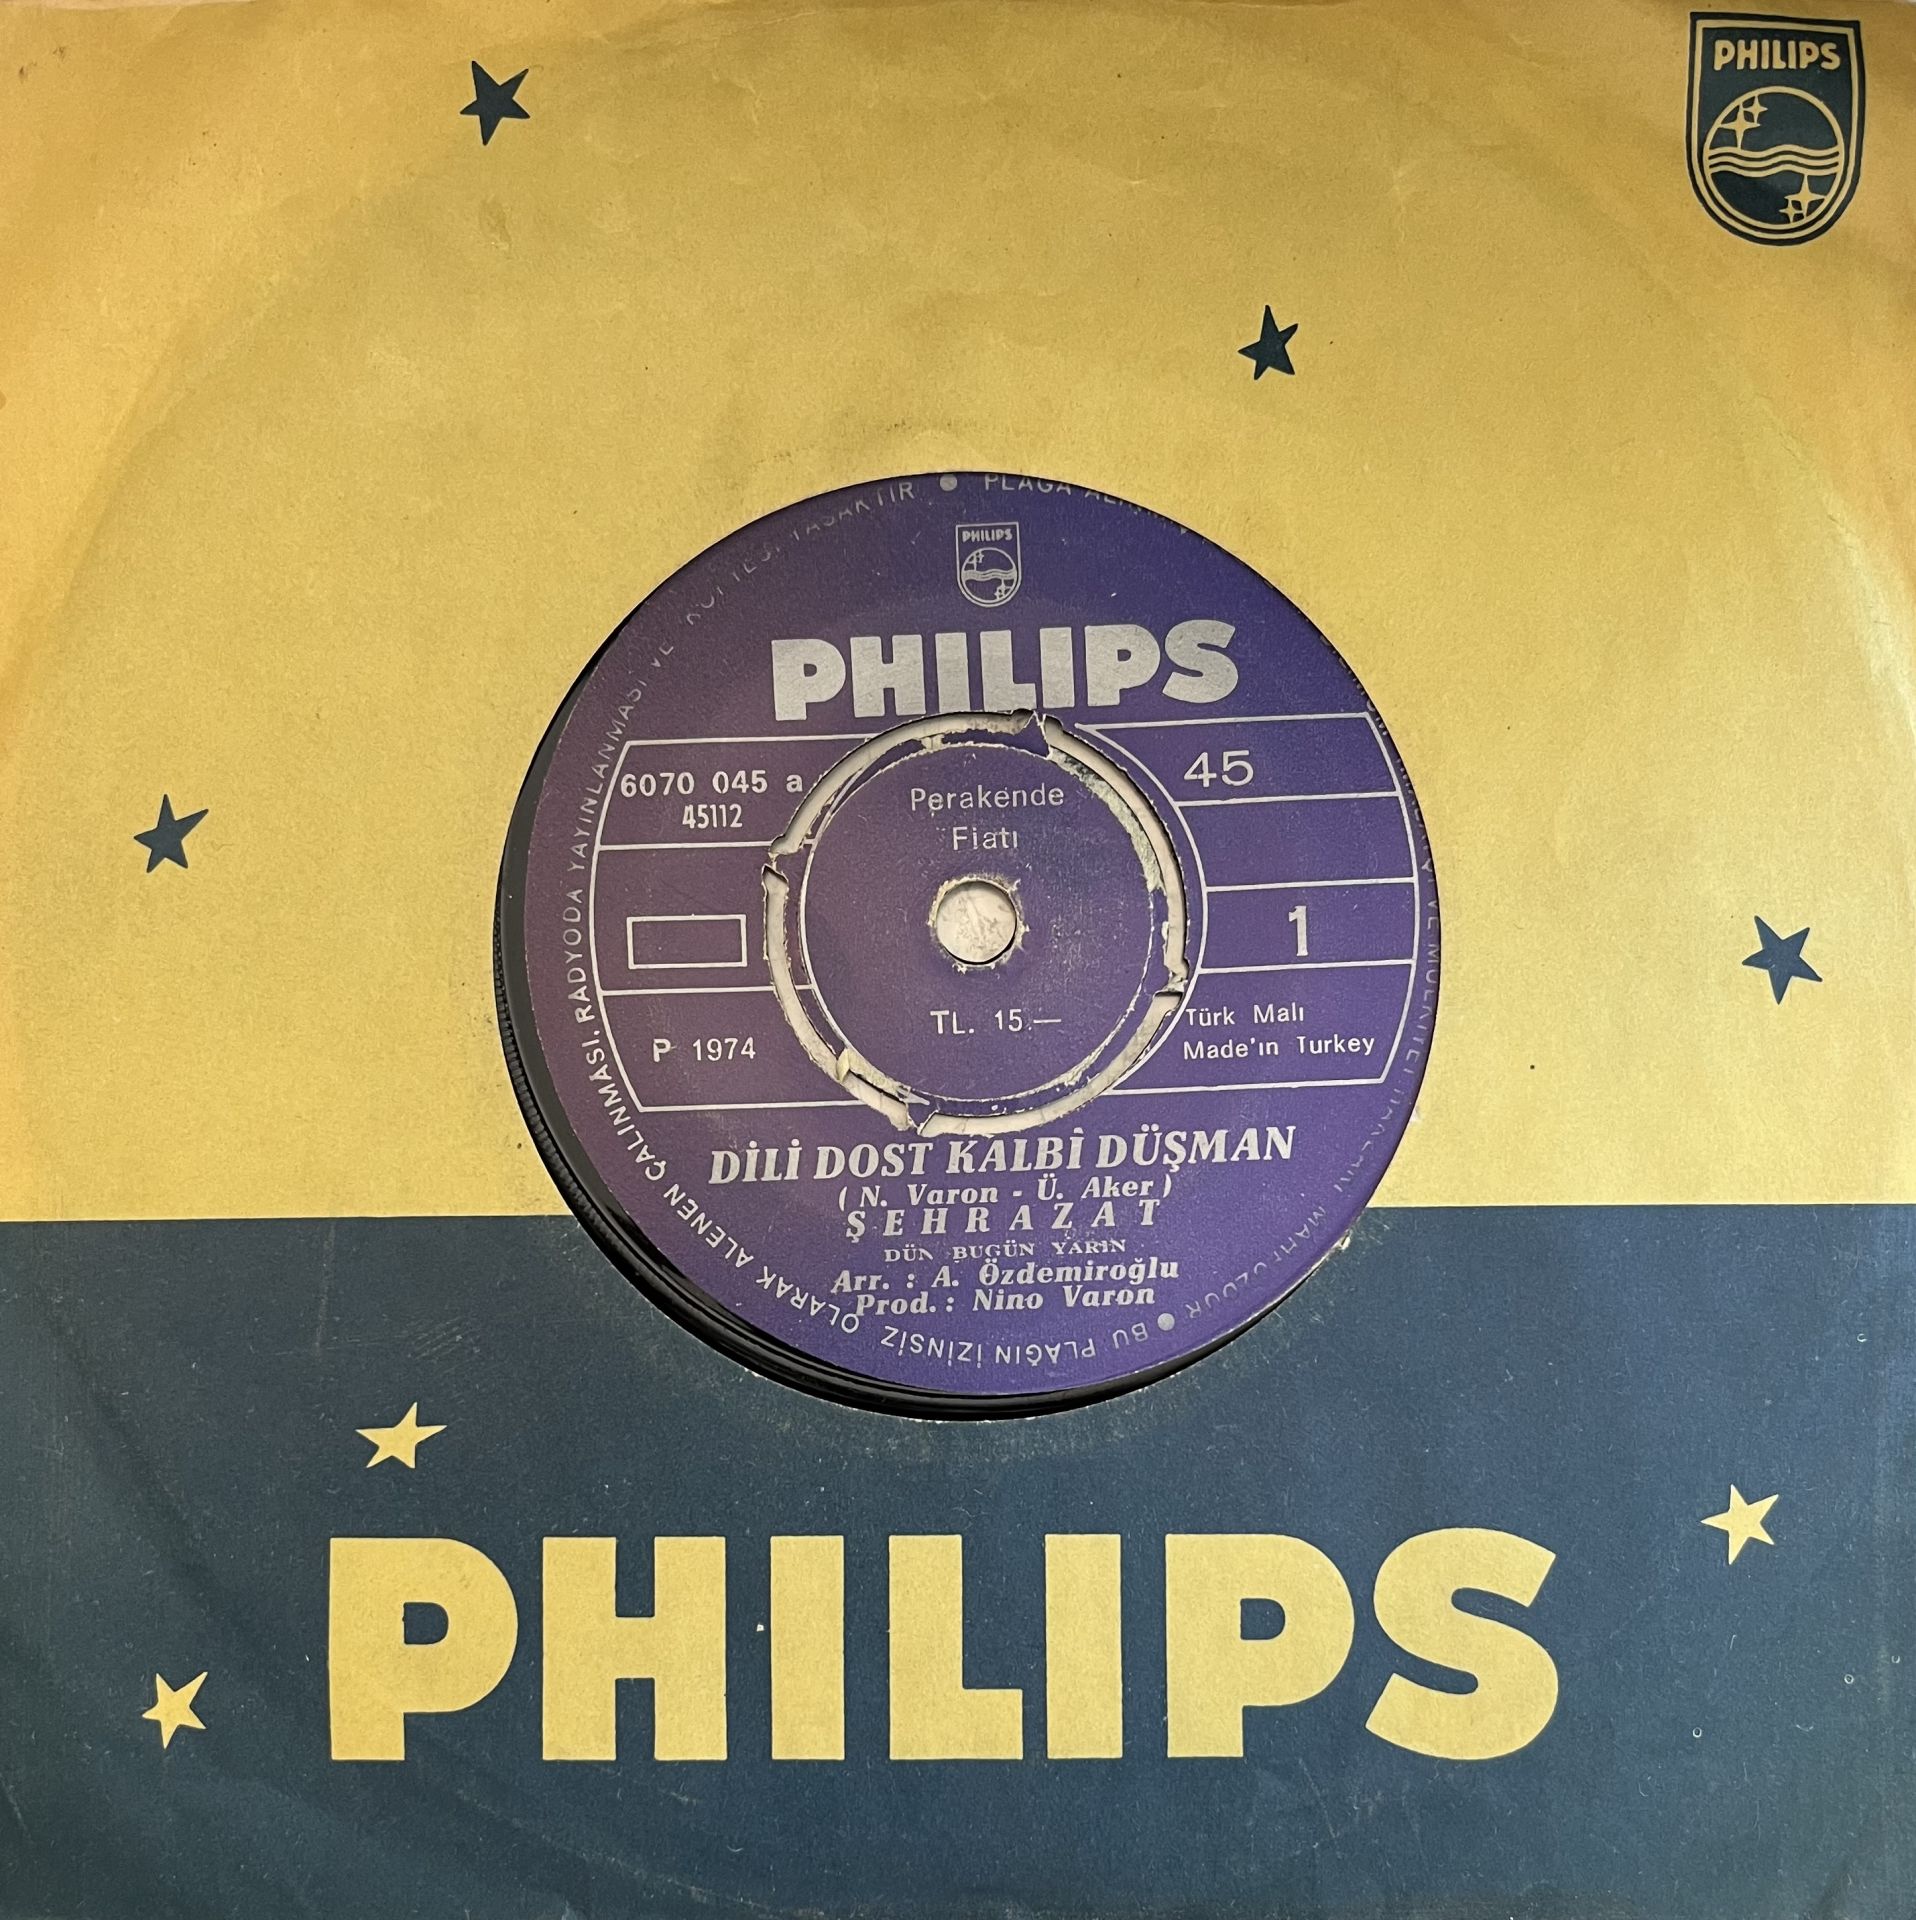 PHILIPS
PHILIPS
PHILIPS
6070 045 a
45112
Perakende
Fiatı
45
1
TL. 15.—
P 1974
Türk Malı
Made'ın Turkey
DİLİ DOST KALBİ DÜŞMAN
( N. Varon - Ü. Aker )
ŞEHRAZAT
DÜN BUGÜN YARIN
Arr. : A. Özdemiroğlu
Prod. : Nino Varon
BU PLAĞIN İZİNSİZ OLARAK ALENEN ÇALINMASI, RADYODA YAYINLANMASI VE TASAKTIR
PHILIPS